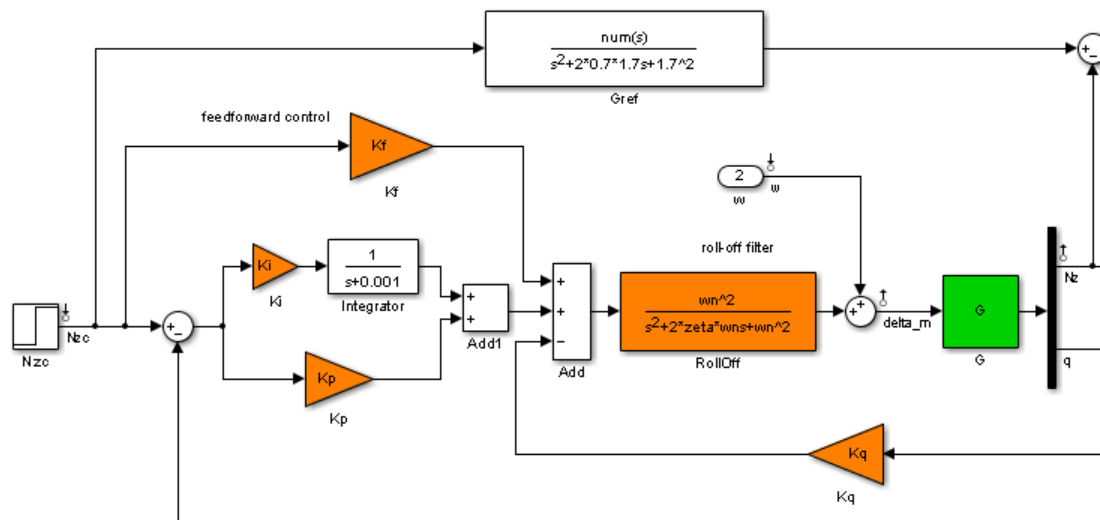 num(s)
s²+2*0.7*1.7s+1.7^2
Gref
feedforward control
Kf
Kf
2
w
w
roll-off filter
Ki
Ki
1
s+0.001
Integrator
+
+
Add1
+
+
−
Add
wn^2
s²+2*zeta*wns+wn^2
RollOff
+
+
delta_m
G
G
Nz
q
+
−
Nzc
Nzc
+
−
Kp
Kp
Kq
Kq